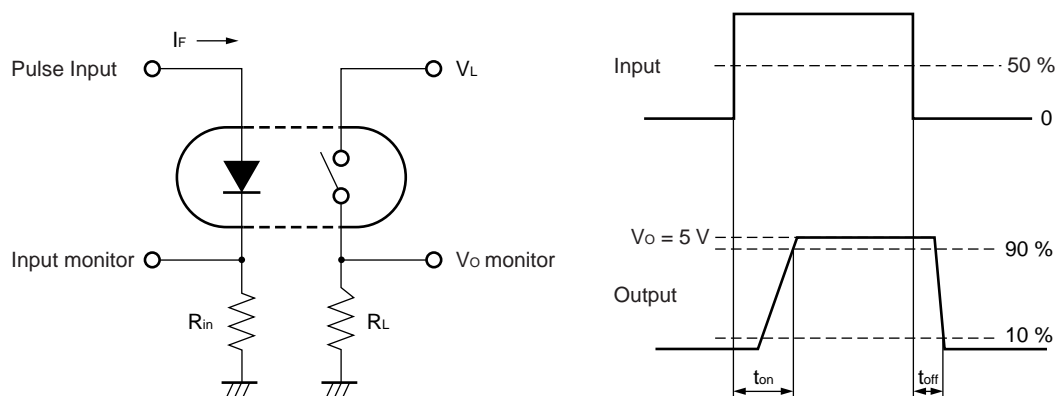 IF
Pulse Input
VL
Input monitor
VO monitor
Rin
RL
Input
50 %
0
VO = 5 V
90 %
Output
10 %
ton
toff